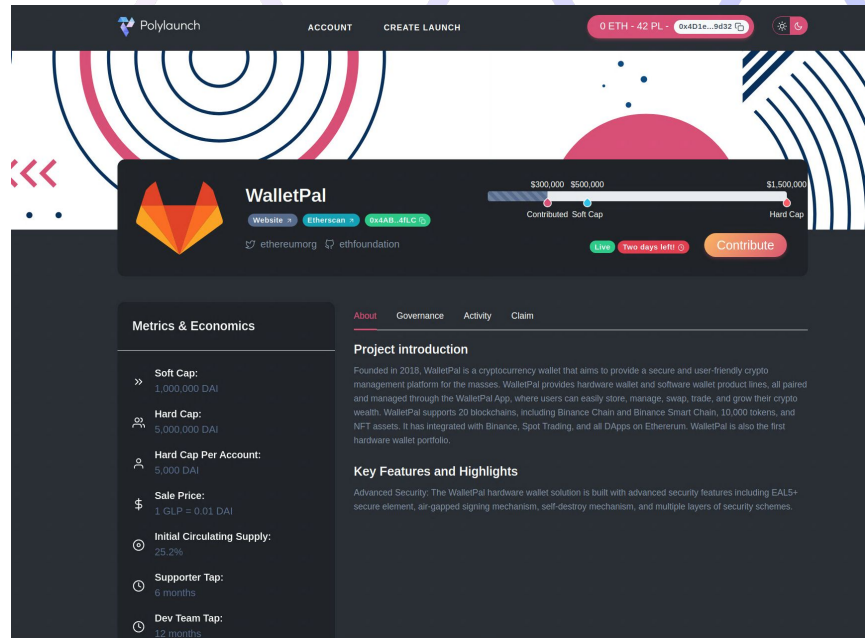 Polylaunch
ACCOUNT
CREATE LAUNCH
0 ETH - 42 PL - 0x4D1e...9d32
WalletPal
Website
Etherscan
0x4AB..4fLC
ethereumorg
ethfoundation
$300,000
$500,000
$1,500,000
Contributed
Soft Cap
Hard Cap
Live
Two days left!
Contribute
Metrics & Economics
Soft Cap:
1,000,000 DAI
Hard Cap:
5,000,000 DAI
Hard Cap Per Account:
5,000 DAI
Sale Price:
1 GLP = 0.01 DAI
Initial Circulating Supply:
25.2%
Supporter Tap:
6 months
Dev Team Tap:
12 months
About
Governance
Activity
Claim
Project introduction
Founded in 2018, WalletPal is a cryptocurrency wallet that aims to provide a secure and user-friendly crypto
management platform for the masses. WalletPal provides hardware wallet and software wallet product lines, all paired
and managed through the WalletPal App, where users can easily store, manage, swap, trade, and grow their crypto
wealth. WalletPal supports 20 blockchains, including Binance Chain and Binance Smart Chain, 10,000 tokens, and
NFT assets. It has integrated with Binance, Spot Trading, and all DApps on Ethererum. WalletPal is also the first
hardware wallet portfolio.
Key Features and Highlights
Advanced Security: The WalletPal hardware wallet solution is built with advanced security features including EAL5+
secure element, air-gapped signing mechanism, self-destroy mechanism, and multiple layers of security schemes.